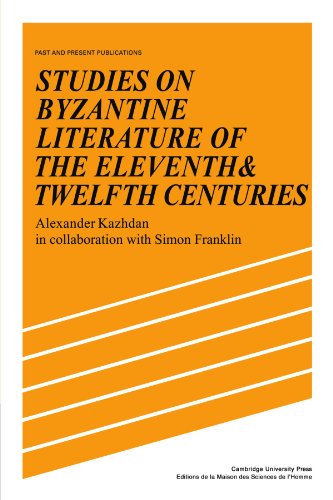 PAST AND PRESENT PUBLICATIONS
STUDIES ON
BYZANTINE
LITERATURE OF
THE ELEVENTH&
TWELFTH CENTURIES
Alexander Kazhdan
in collaboration with Simon Franklin
Cambridge University Press
Editions de la Maison des Sciences de l'Homme